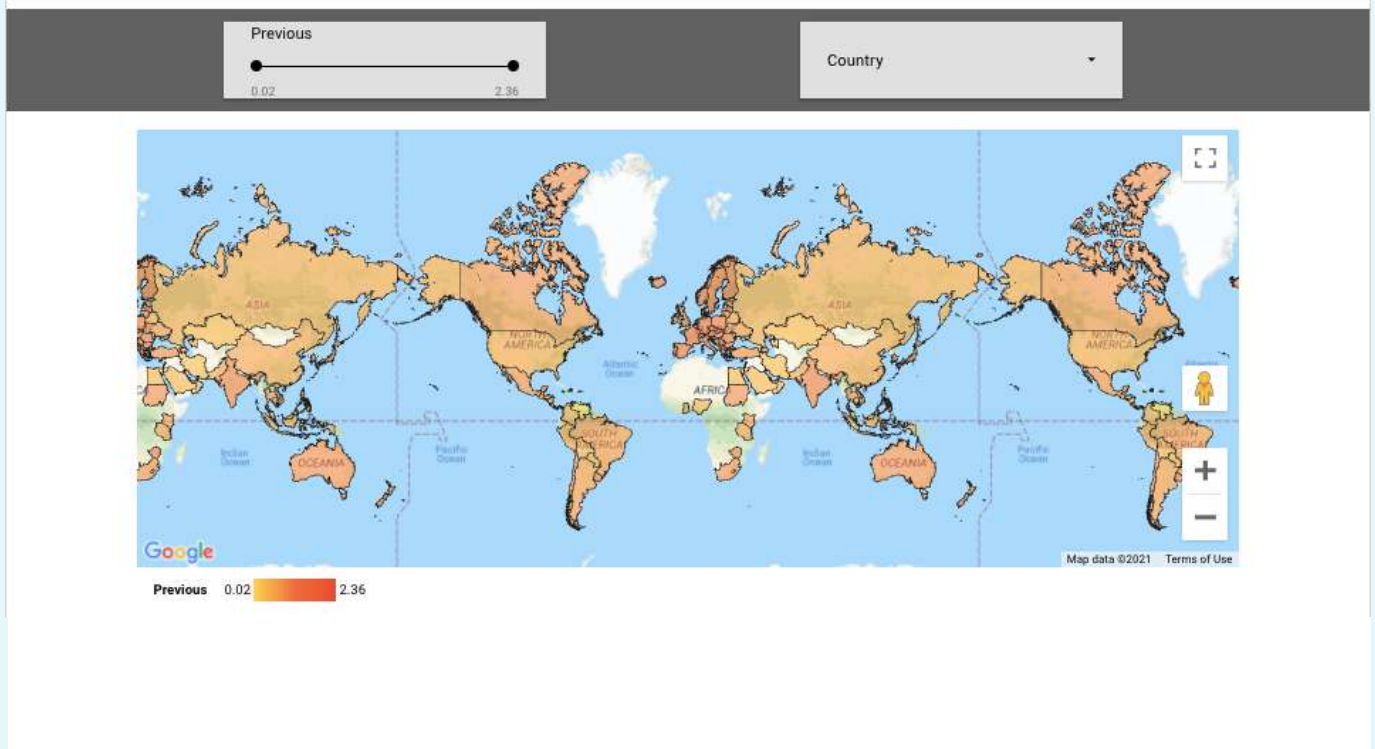 Previous
0.02 2.36
Country
ASIA
NORTH
AMERICA
Atlantic
Ocean
AFRICA
SOUTH
AMERICA
Indian
Ocean
OCEANIA
Pacific
Ocean
ASIA
NORTH
AMERICA
Atlantic
SOUTH
Indian
Ocean
OCEANIA
Pacific
Ocean
Google
Map data ©2021 Terms of Use
Previous 0.02 2.36